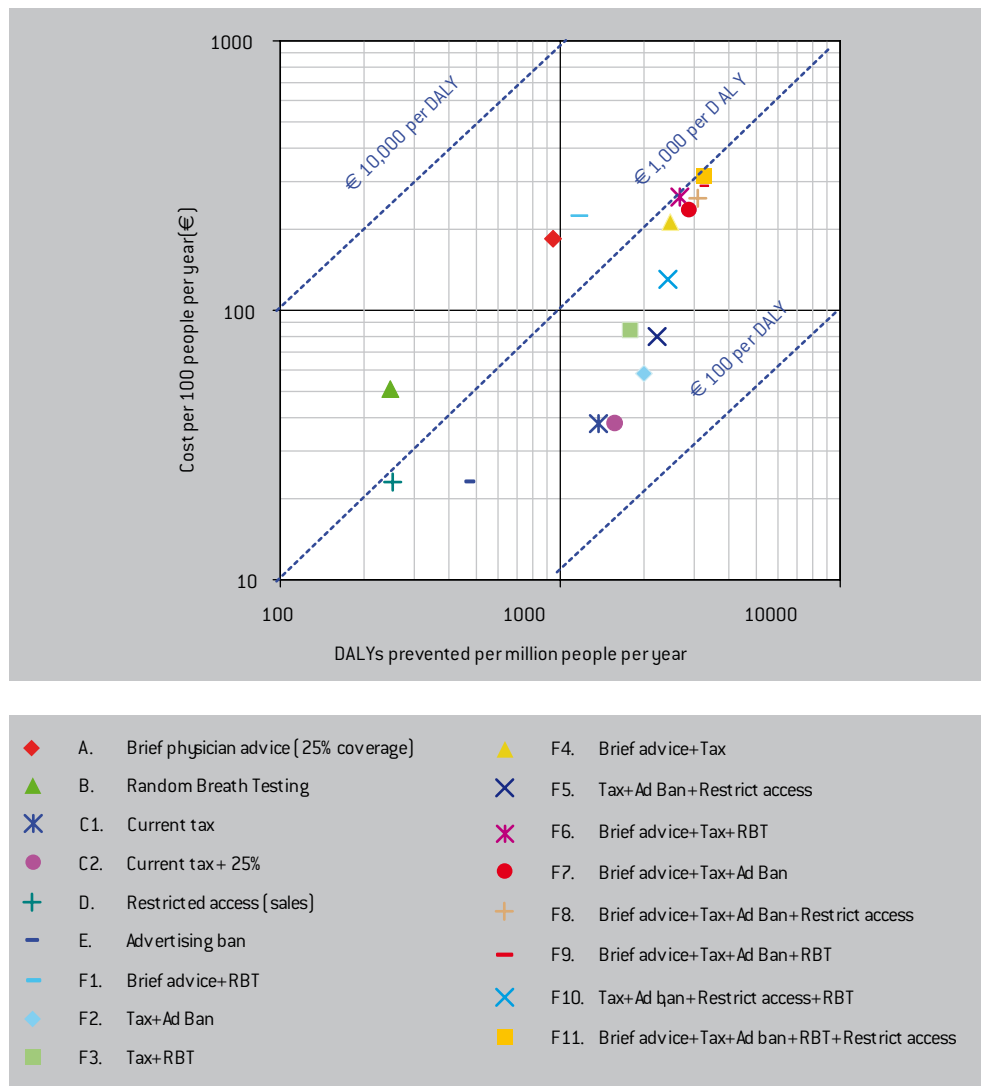 1000
100
10
Cost per 100 people per year(€)
€ 10,000 per DALY
€ 1,000 per D AL Y
€ 100 per DALY
100
1000
10000
DALYs prevented per million people per year
A. Brief physician advice (25% coverage)
B. Random Breath Testing
C1. Current tax
C2. Current tax + 25%
D. Restricted access (sales)
E. Advertising ban
F1. Brief advice+RBT
F2. Tax+Ad Ban
F3. Tax+RBT
F4. Brief advice+Tax
F5. Tax+Ad Ban+Restrict access
F6. Brief advice+Tax+RBT
F7. Brief advice+Tax+Ad Ban
F8. Brief advice+Tax+Ad Ban+Restrict access
F9. Brief advice+Tax+Ad Ban+RBT
F10. Tax+Ad ban+Restrict access+RBT
F11. Brief advice+Tax+Ad ban+RBT+Restrict access